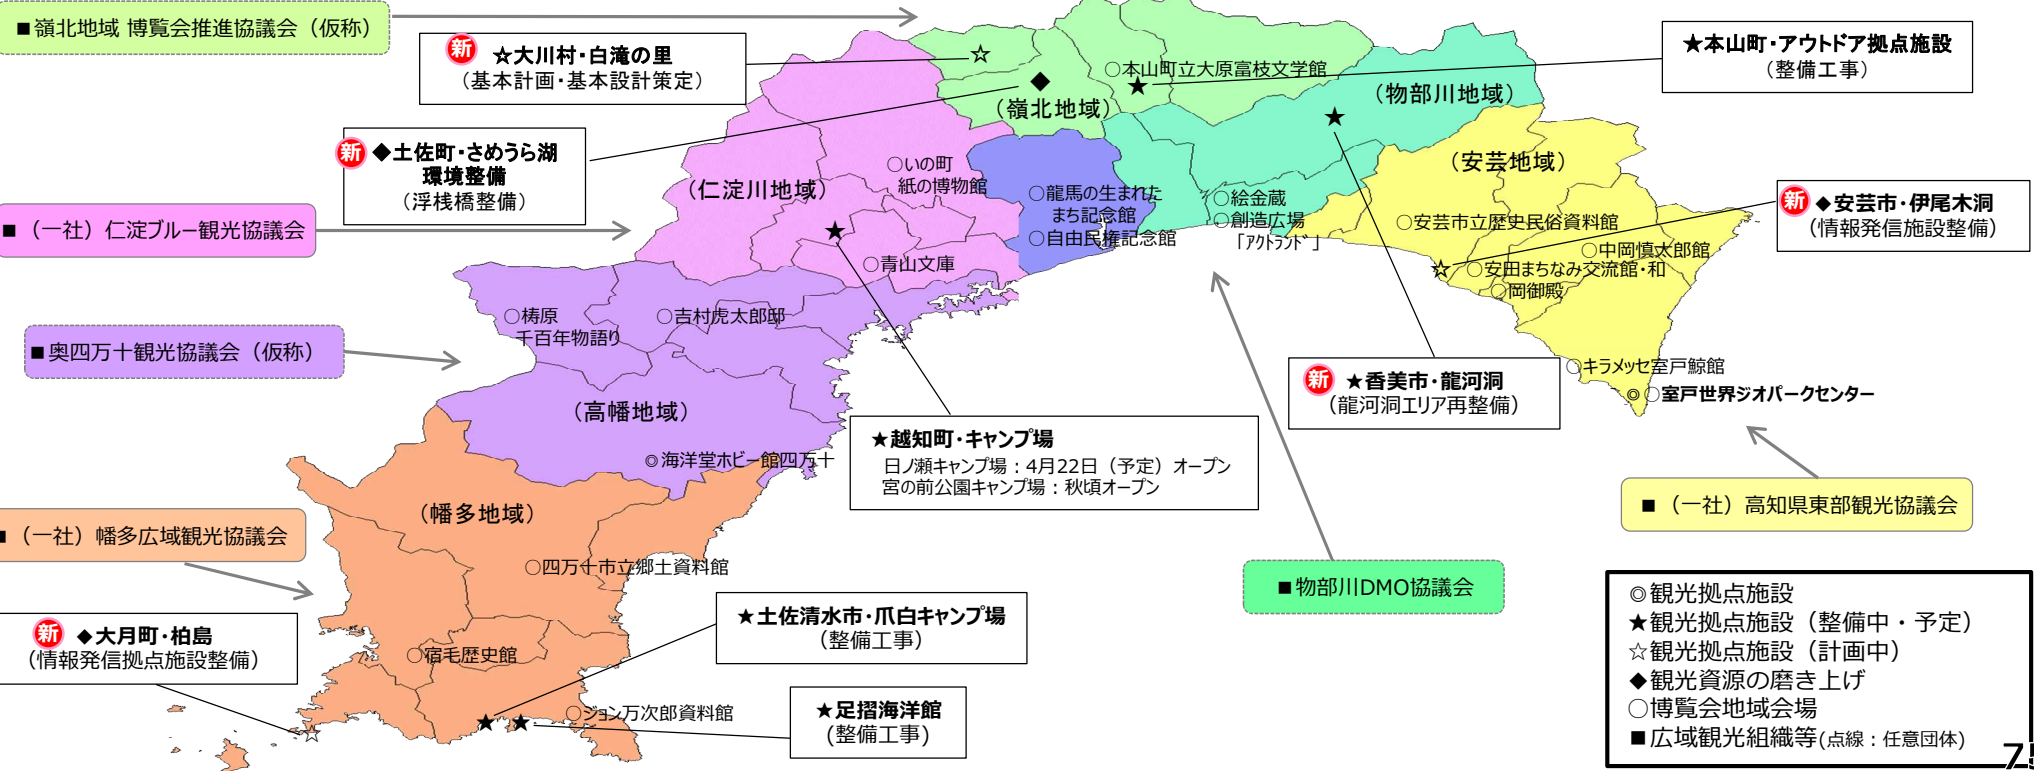 ■嶺北地域 博覧会推進協議会（仮称）
新
☆大川村・白滝の里
（基本計画・基本設計策定）
★本山町・アウトドア拠点施設
（整備工事）
○本山町立大原富枝文学館
（嶺北地域）
（物部川地域）
新
◆土佐町・さめうら湖
環境整備
（浮桟橋整備）
（仁淀川地域）
○いの町
紙の博物館
○龍馬の生まれた
まち記念館
○自由民権記念館
○絵金蔵
○創造広場
「アクトランド」
（安芸地域）
○安芸市立歴史民俗資料館
○中岡慎太郎館
○安田まちなみ交流館・和
○岡御殿
新
◆安芸市・伊尾木洞
（情報発信施設整備）
■（一社）仁淀ブルー観光協議会
○青山文庫
○梼原
千百年物語り
○吉村虎太郎邸
■奥四万十観光協議会（仮称）
（高幡地域）
新
★香美市・龍河洞
（龍河洞エリア再整備）
○キラメッセ室戸鯨館
◎○室戸世界ジオパークセンター
★越知町・キャンプ場
日ノ瀬キャンプ場：4月22日（予定）オープン
宮の前公園キャンプ場：秋頃オープン
◎海洋堂ホビー館四万十
■（一社）高知県東部観光協議会
（幡多地域）
■（一社）幡多広域観光協議会
○四万十市立郷土資料館
■物部川DMO協議会
新
◆大月町・柏島
（情報発信拠点施設整備）
★土佐清水市・爪白キャンプ場
（整備工事）
○宿毛歴史館
○ジョン万次郎資料館
★足摺海洋館
（整備工事）
◎観光拠点施設
★観光拠点施設（整備中・予定）
☆観光拠点施設（計画中）
◆観光資源の磨き上げ
○博覧会地域会場
■広域観光組織等(点線：任意団体)